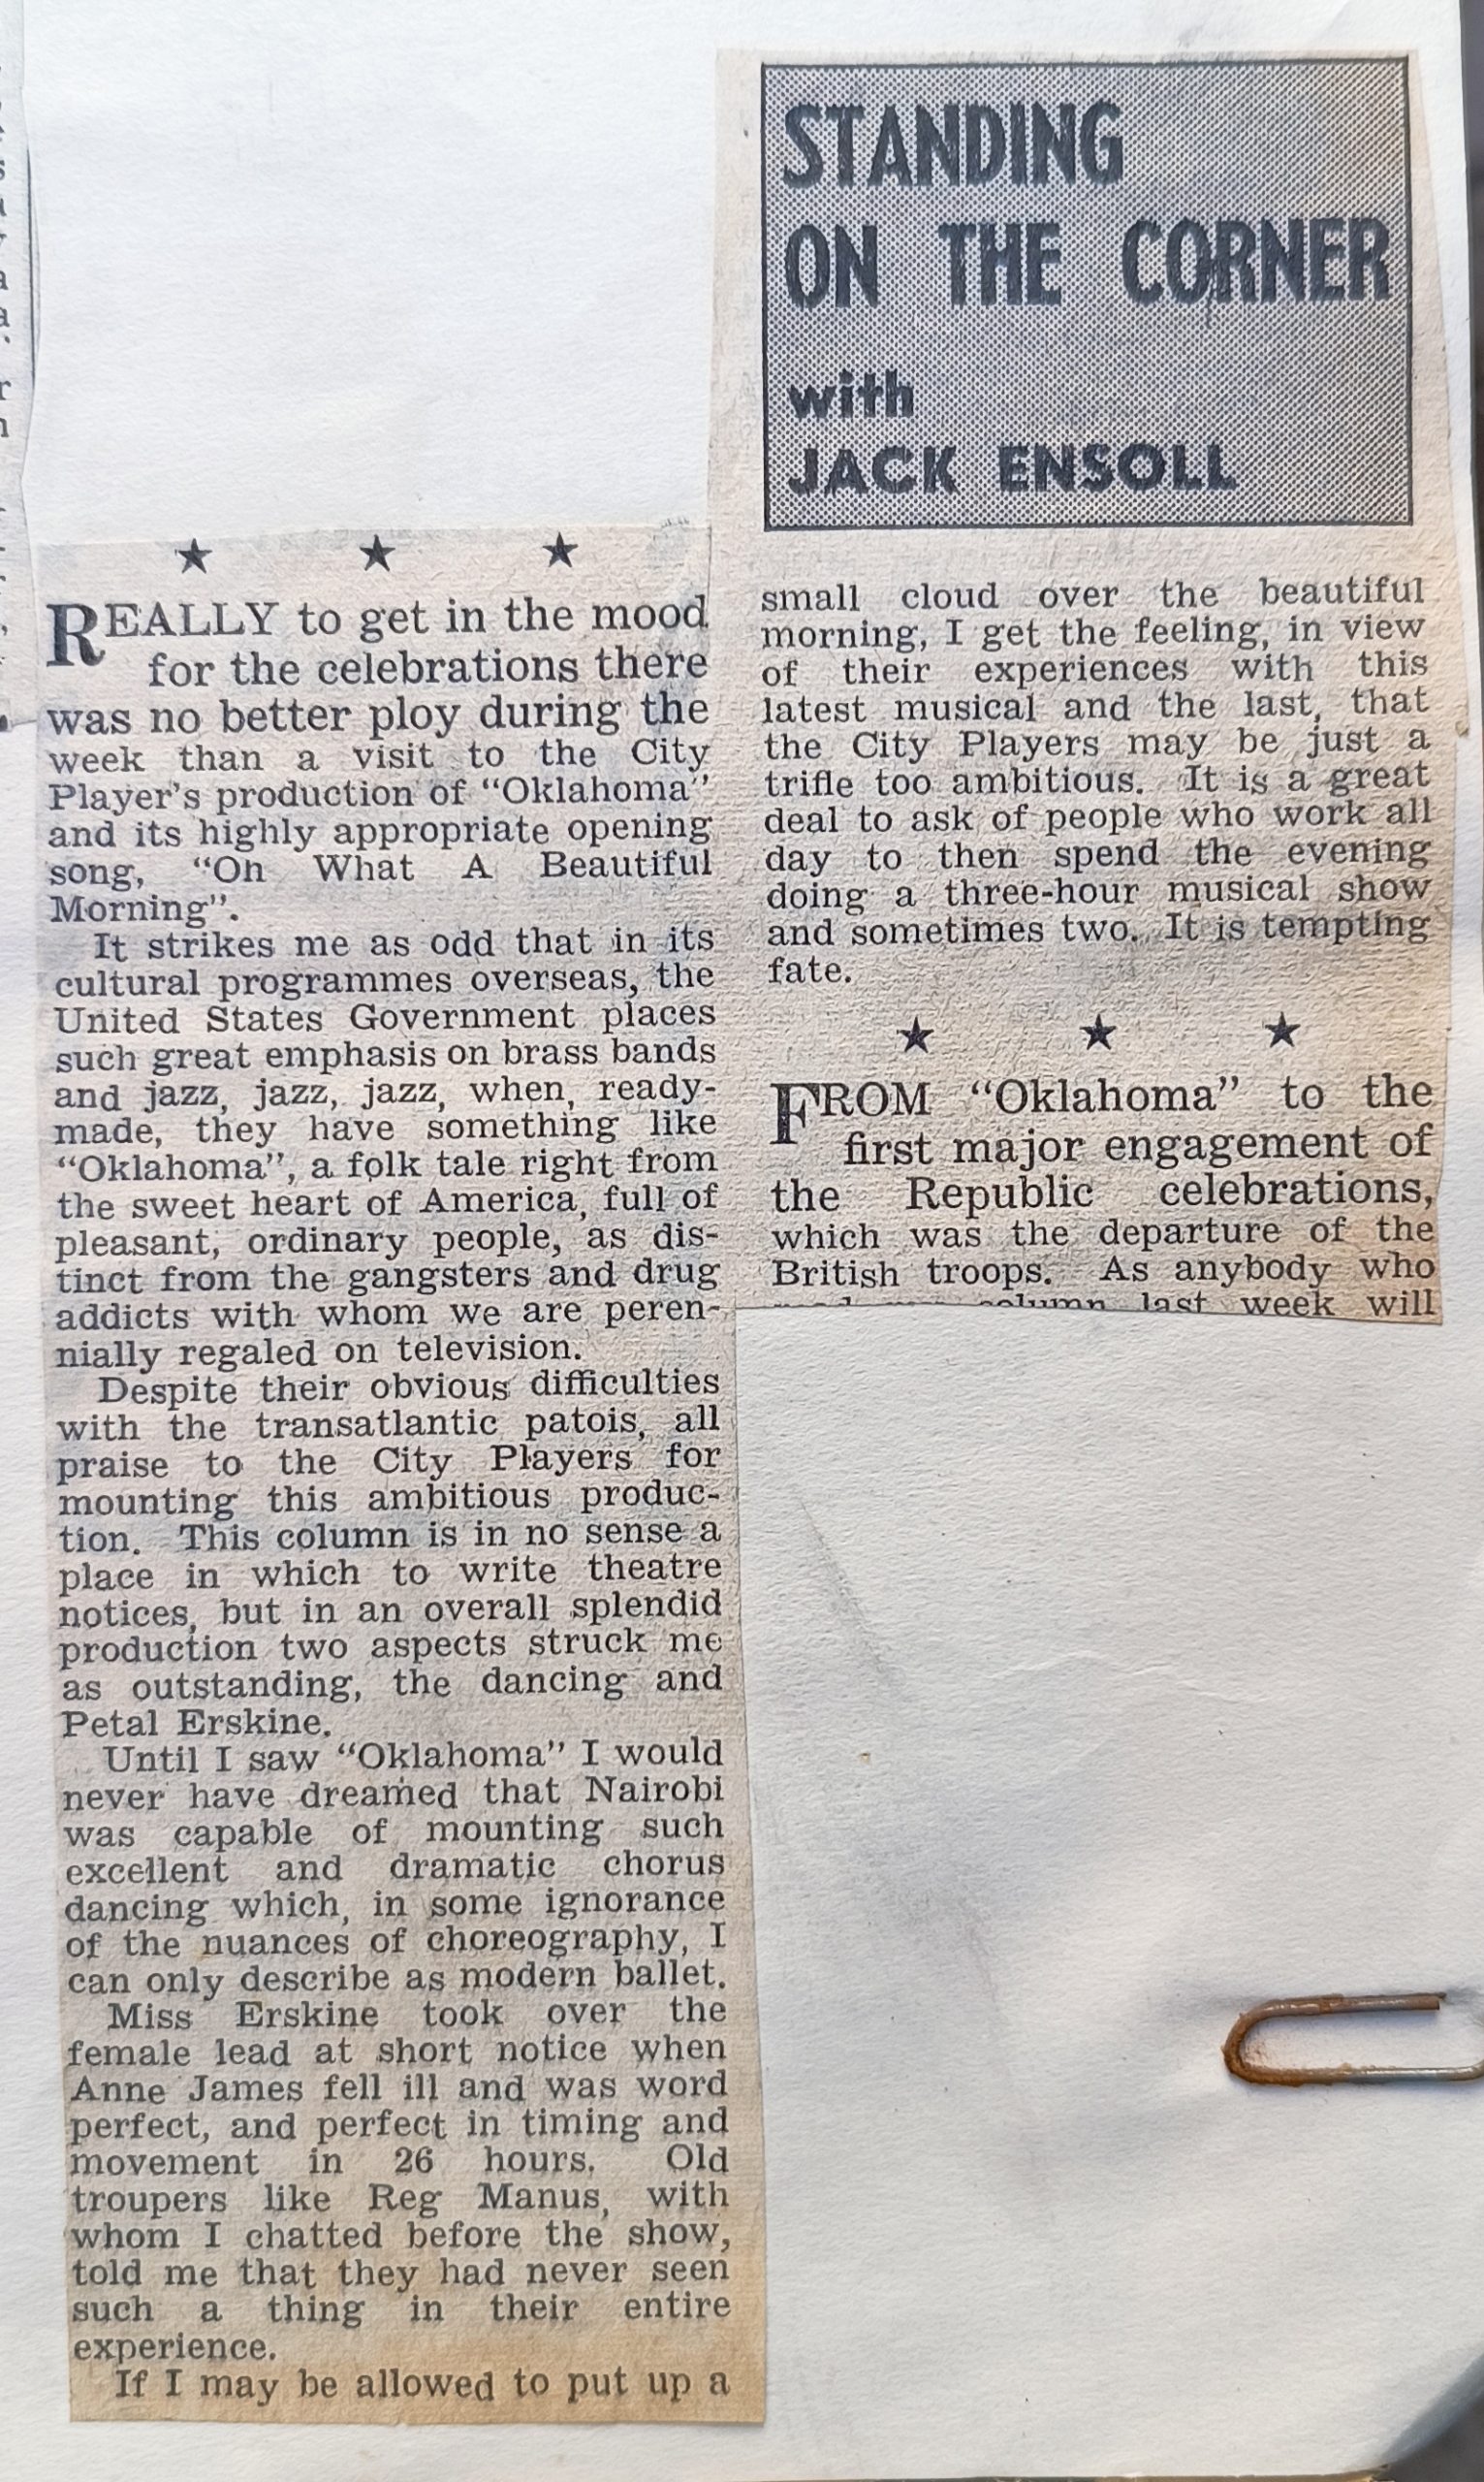 STANDING
ON THE CORNER
with
JACK ENSOLL
★ ★ ★
REALLY to get in the mood
for the celebrations there
was no better ploy during the
week than a visit to the City
Player's production of “Oklahoma”
and its highly appropriate opening
song, “Oh What A Beautiful
Morning”.
It strikes me as odd that in its
cultural programmes overseas, the
United States Government places
such great emphasis on brass bands
and jazz, jazz, jazz, when, ready-
made, they have something like
“Oklahoma”, a folk tale right from
the sweet heart of America, full of
pleasant, ordinary people, as dis-
tinct from the gangsters and drug
addicts with whom we are peren-
nially regaled on television.
Despite their obvious difficulties
with the transatlantic patois, all
praise to the City Players for
mounting this ambitious produc-
tion. This column is in no sense a
place in which to write theatre
notices, but in an overall splendid
production two aspects struck me
as outstanding, the dancing and
Petal Erskine.
Until I saw “Oklahoma” I would
never have dreamed that Nairobi
was capable of mounting such
excellent and dramatic chorus
dancing which, in some ignorance
of the nuances of choreography, I
can only describe as modern ballet.
Miss Erskine took over the
female lead at short notice when
Anne James fell ill and was word
perfect, and perfect in timing and
movement in 26 hours. Old
troupers like Reg Manus, with
whom I chatted before the show,
told me that they had never seen
such a thing in their entire
experience.
If I may be allowed to put up a
small cloud over the beautiful
morning, I get the feeling, in view
of their experiences with this
latest musical and the last, that
the City Players may be just a
trifle too ambitious. It is a great
deal to ask of people who work all
day to then spend the evening
doing a three-hour musical show
and sometimes two. It is tempting
fate.
★ ★ ★
FROM “Oklahoma” to the
first major engagement of
the Republic celebrations,
which was the departure of the
British troops. As anybody who
column last week will